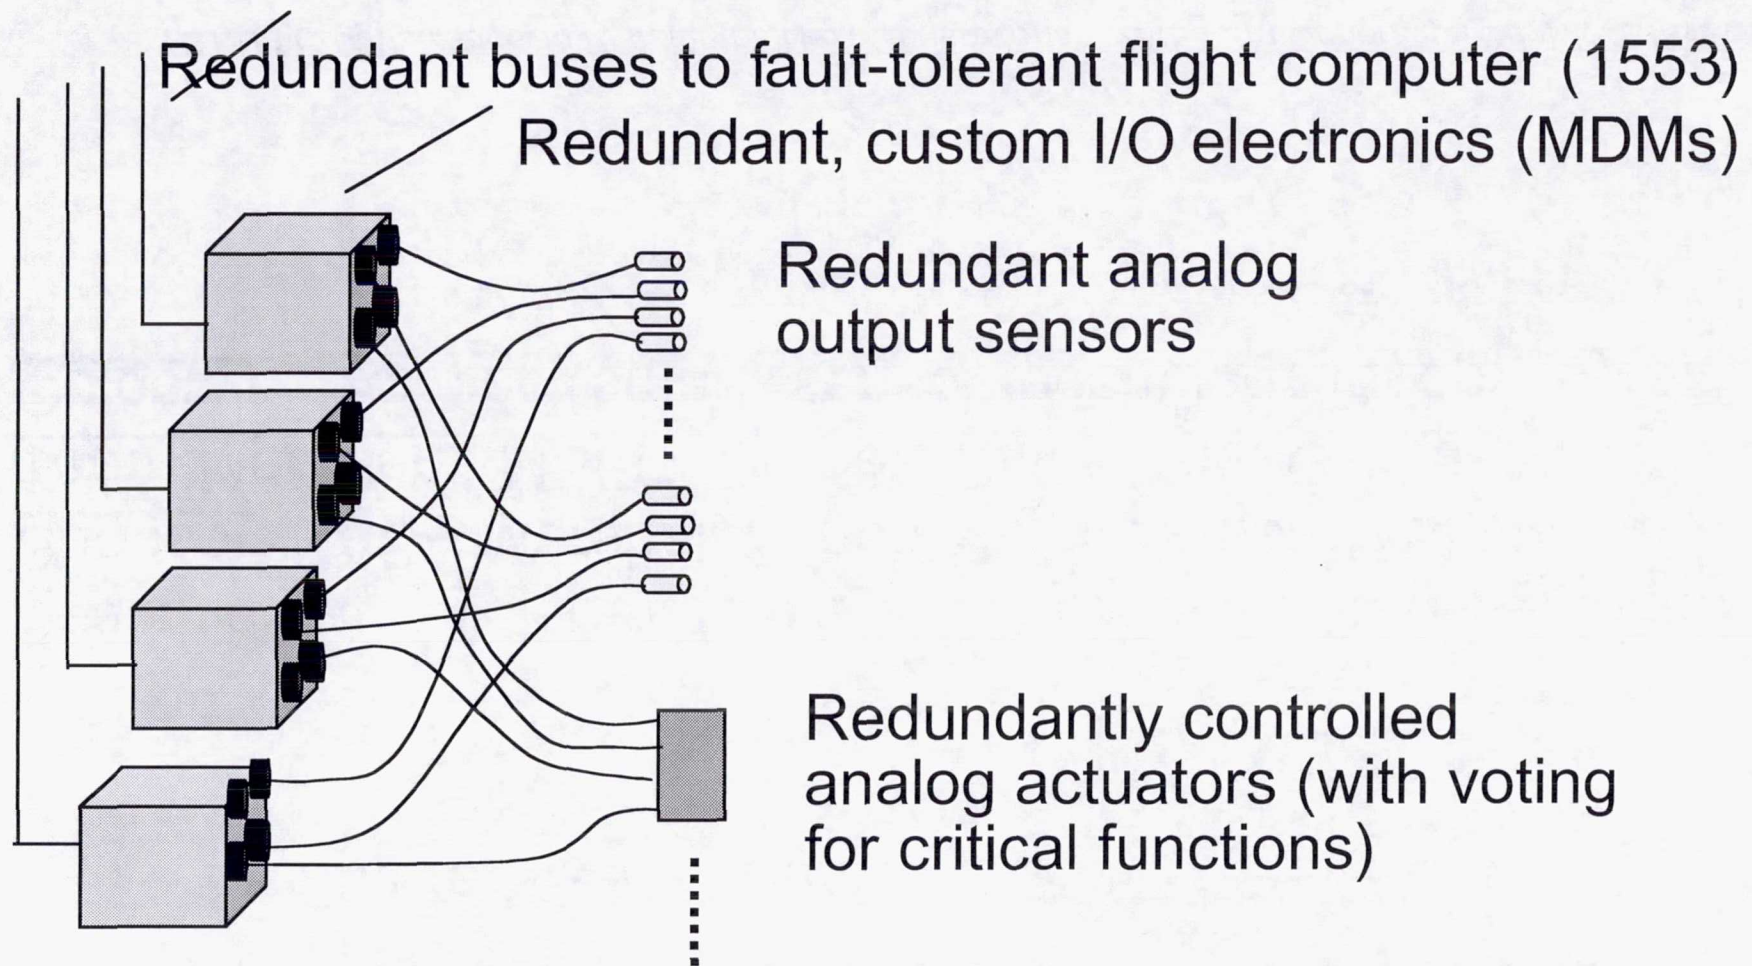 Redundant buses to fault-tolerant flight computer (1553)
Redundant, custom I/O electronics (MDMs)
Redundant analog
output sensors
Redundantly controlled
analog actuators (with voting
for critical functions)